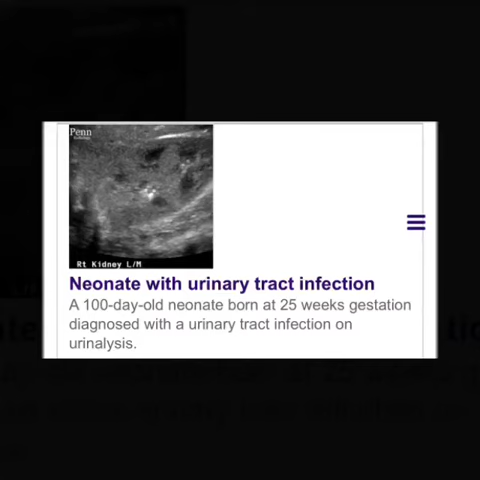 Penn
Radiology
Rt Kidney L/M
Neonate with urinary tract infection
A 100-day-old neonate born at 25 weeks gestation
diagnosed with a urinary tract infection on
urinalysis.